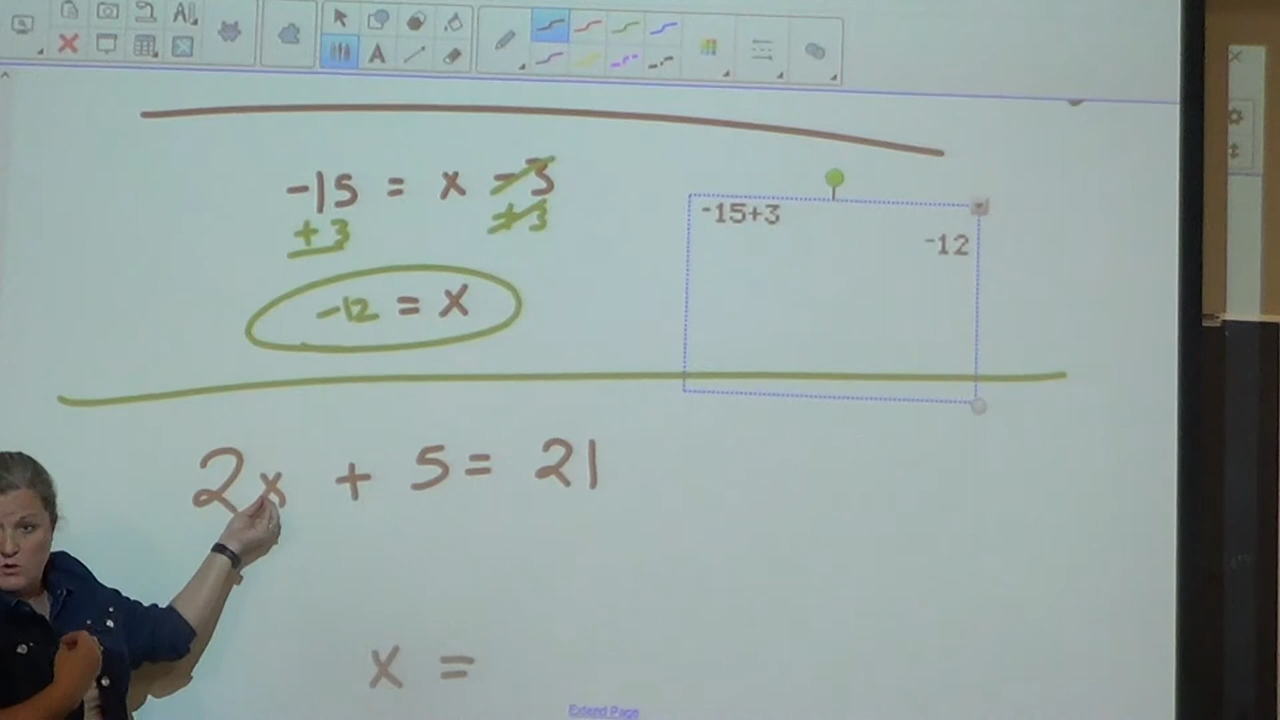 -15 = x -3
+3 +3
-12 = x
-15+3
-12
2x + 5 = 21
x =
Extend Page